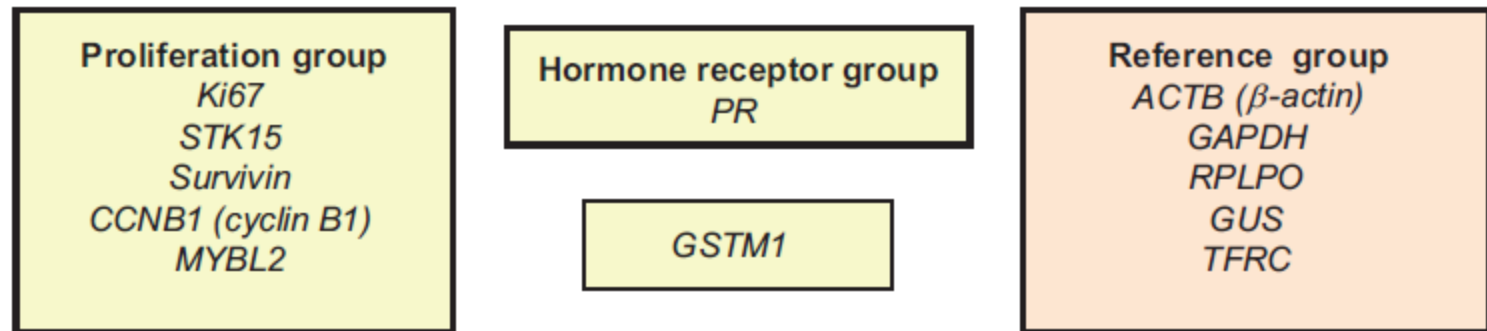 Proliferation group
Ki67
STK15
Survivin
CCNB1 (cyclin B1)
MYBL2
Hormone receptor group
PR
GSTM1
Reference group
ACTB (β-actin)
GAPDH
RPLPO
GUS
TFRC